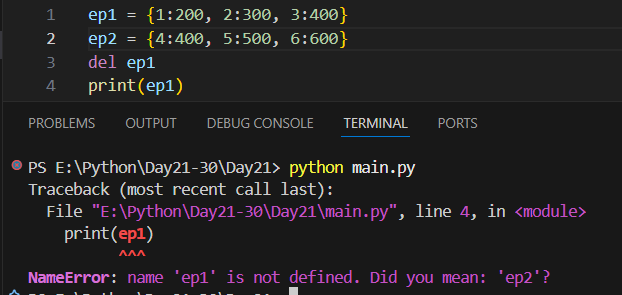 1 ep1 = {1:200, 2:300, 3:400}
2 ep2 = {4:400, 5:500, 6:600}
3 del ep1
4 print(ep1)
PROBLEMS OUTPUT DEBUG CONSOLE TERMINAL PORTS
PS E:\Python\Day21-30\Day21> python main.py
Traceback (most recent call last):
  File "E:\Python\Day21-30\Day21\main.py", line 4, in <module>
    print(ep1)
          ^^^
NameError: name 'ep1' is not defined. Did you mean: 'ep2'?